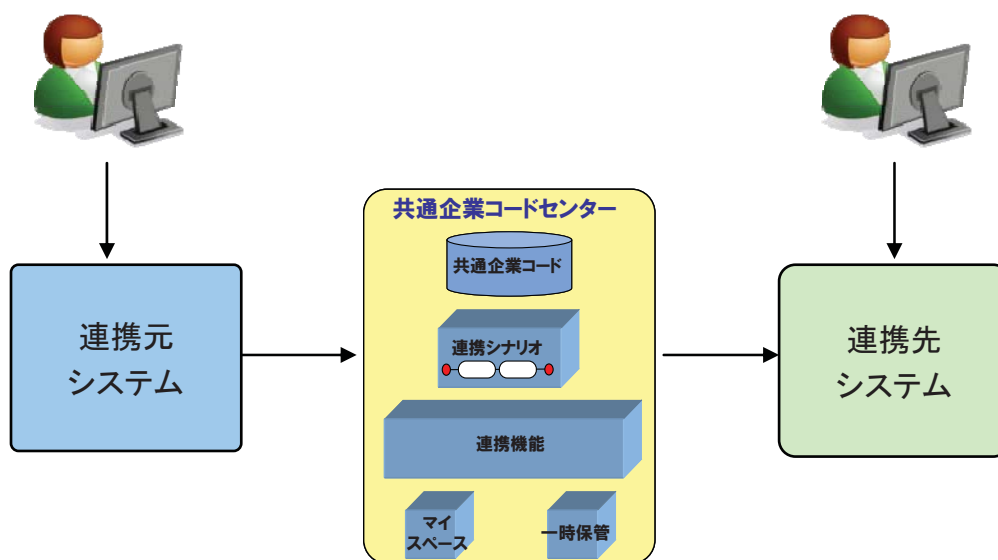 共通企業コードセンター
共通企業コード
連携元
システム
連携シナリオ
連携先
システム
連携機能
マイ
スペース
一時保管